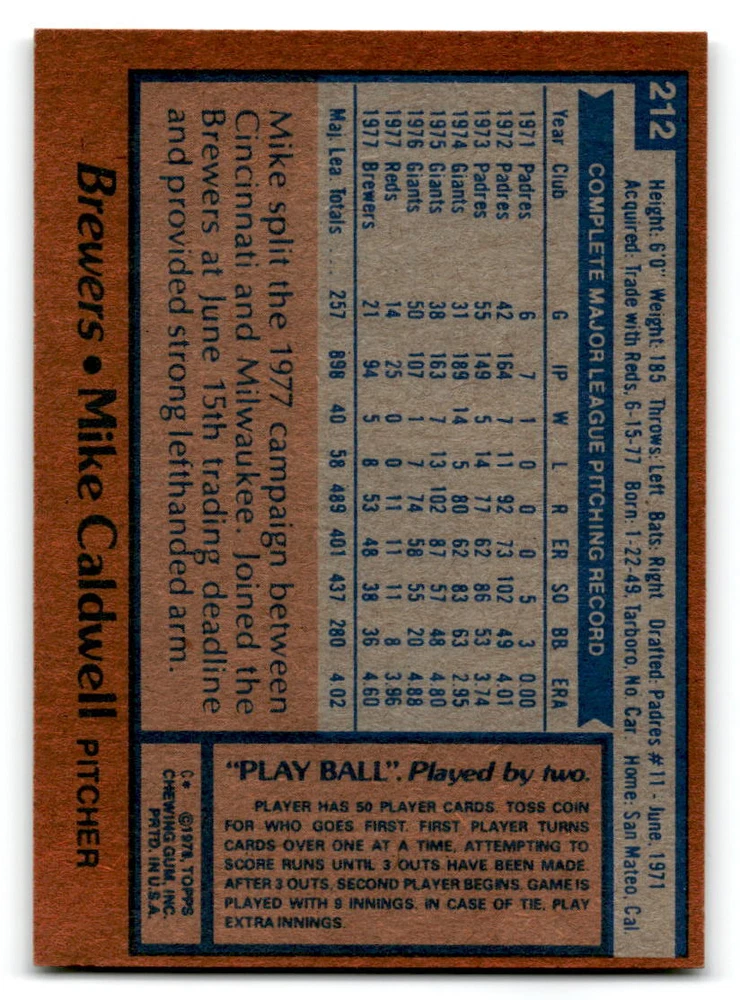 212
Height: 6'0" Weight: 185 Throws: Left Bats: Right Drafted: Padres #11 - June, 1971
Acquired: Trade with Reds, 6-15-77 Born: 1-22-49, Tarboro, No. Car. Home: San Mateo, Cal
COMPLETE MAJOR LEAGUE PITCHING RECORD
Year Club G IP W L R ER SO BB ERA
1971 Padres 6 7 1 0 0 0 5 3 0.00
1972 Padres 42 164 7 11 92 73 102 49 4.01
1973 Padres 55 149 5 14 77 62 86 53 3.74
1974 Giants 31 189 14 5 80 62 83 63 2.95
1975 Giants 38 163 7 13 102 87 57 48 4.80
1976 Giants 50 107 1 7 74 58 55 20 4.88
1977 Reds 14 25 0 0 11 11 11 8 3.96
1977 Brewers 21 94 5 8 53 48 38 36 4.60
Maj. Lea. Totals ... 257 898 40 58 489 401 437 280 4.02
Mike split the 1977 campaign between
Cincinnati and Milwaukee. Joined the
Brewers at June 15th trading deadline
and provided strong lefthanded arm.
Brewers • Mike Caldwell PITCHER
"PLAY BALL". Played by two.
PLAYER HAS 50 PLAYER CARDS. TOSS COIN
FOR WHO GOES FIRST. FIRST PLAYER TURNS
CARDS OVER ONE AT A TIME, ATTEMPTING TO
SCORE RUNS UNTIL 3 OUTS HAVE BEEN MADE.
AFTER 3 OUTS, SECOND PLAYER BEGINS. GAME IS
PLAYED WITH 9 INNINGS. IN CASE OF TIE, PLAY
EXTRA INNINGS.
C* ©1978, TOPPS
CHEWING GUM, INC.
PRTD. IN U.S.A.